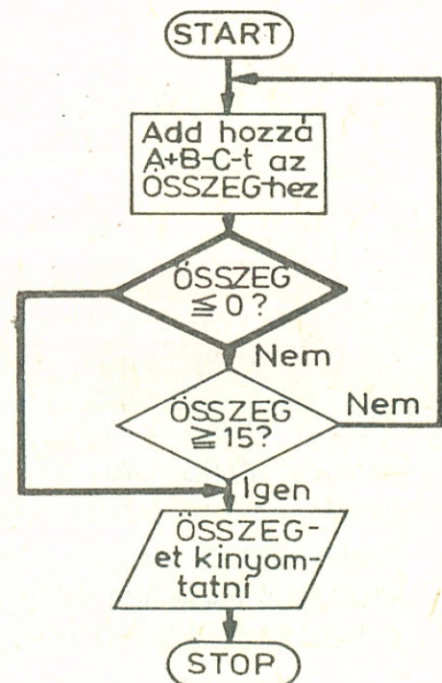 START
Add hozzá
A+B-C-t az
ÖSSZEG-hez
ÖSSZEG
≦ 0?
Nem
ÖSSZEG
≧ 15?
Nem
Igen
ÖSSZEG-
et kinyom-
tatni
STOP